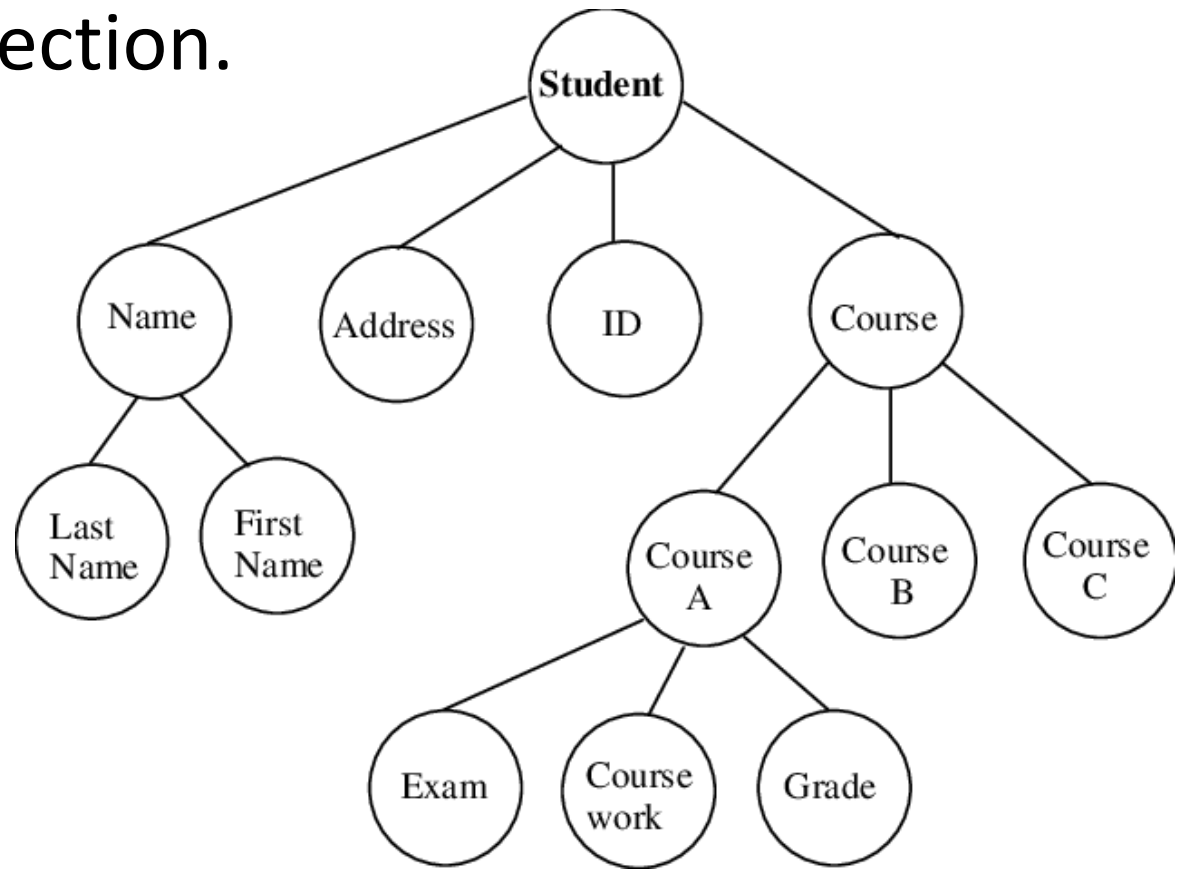 ection.
Student
Name
Address
ID
Course
Last
Name
First
Name
Course
A
Course
B
Course
C
Exam
Course
work
Grade